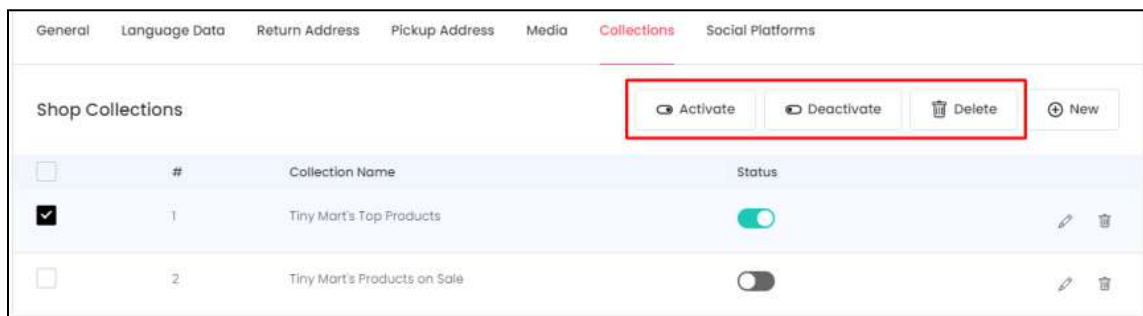 General Language Data Return Address Pickup Address Media Collections Social Platforms
Shop Collections Activate Deactivate Delete New
# Collection Name Status
1 Tiny Mart's Top Products
2 Tiny Mart's Products on Sale